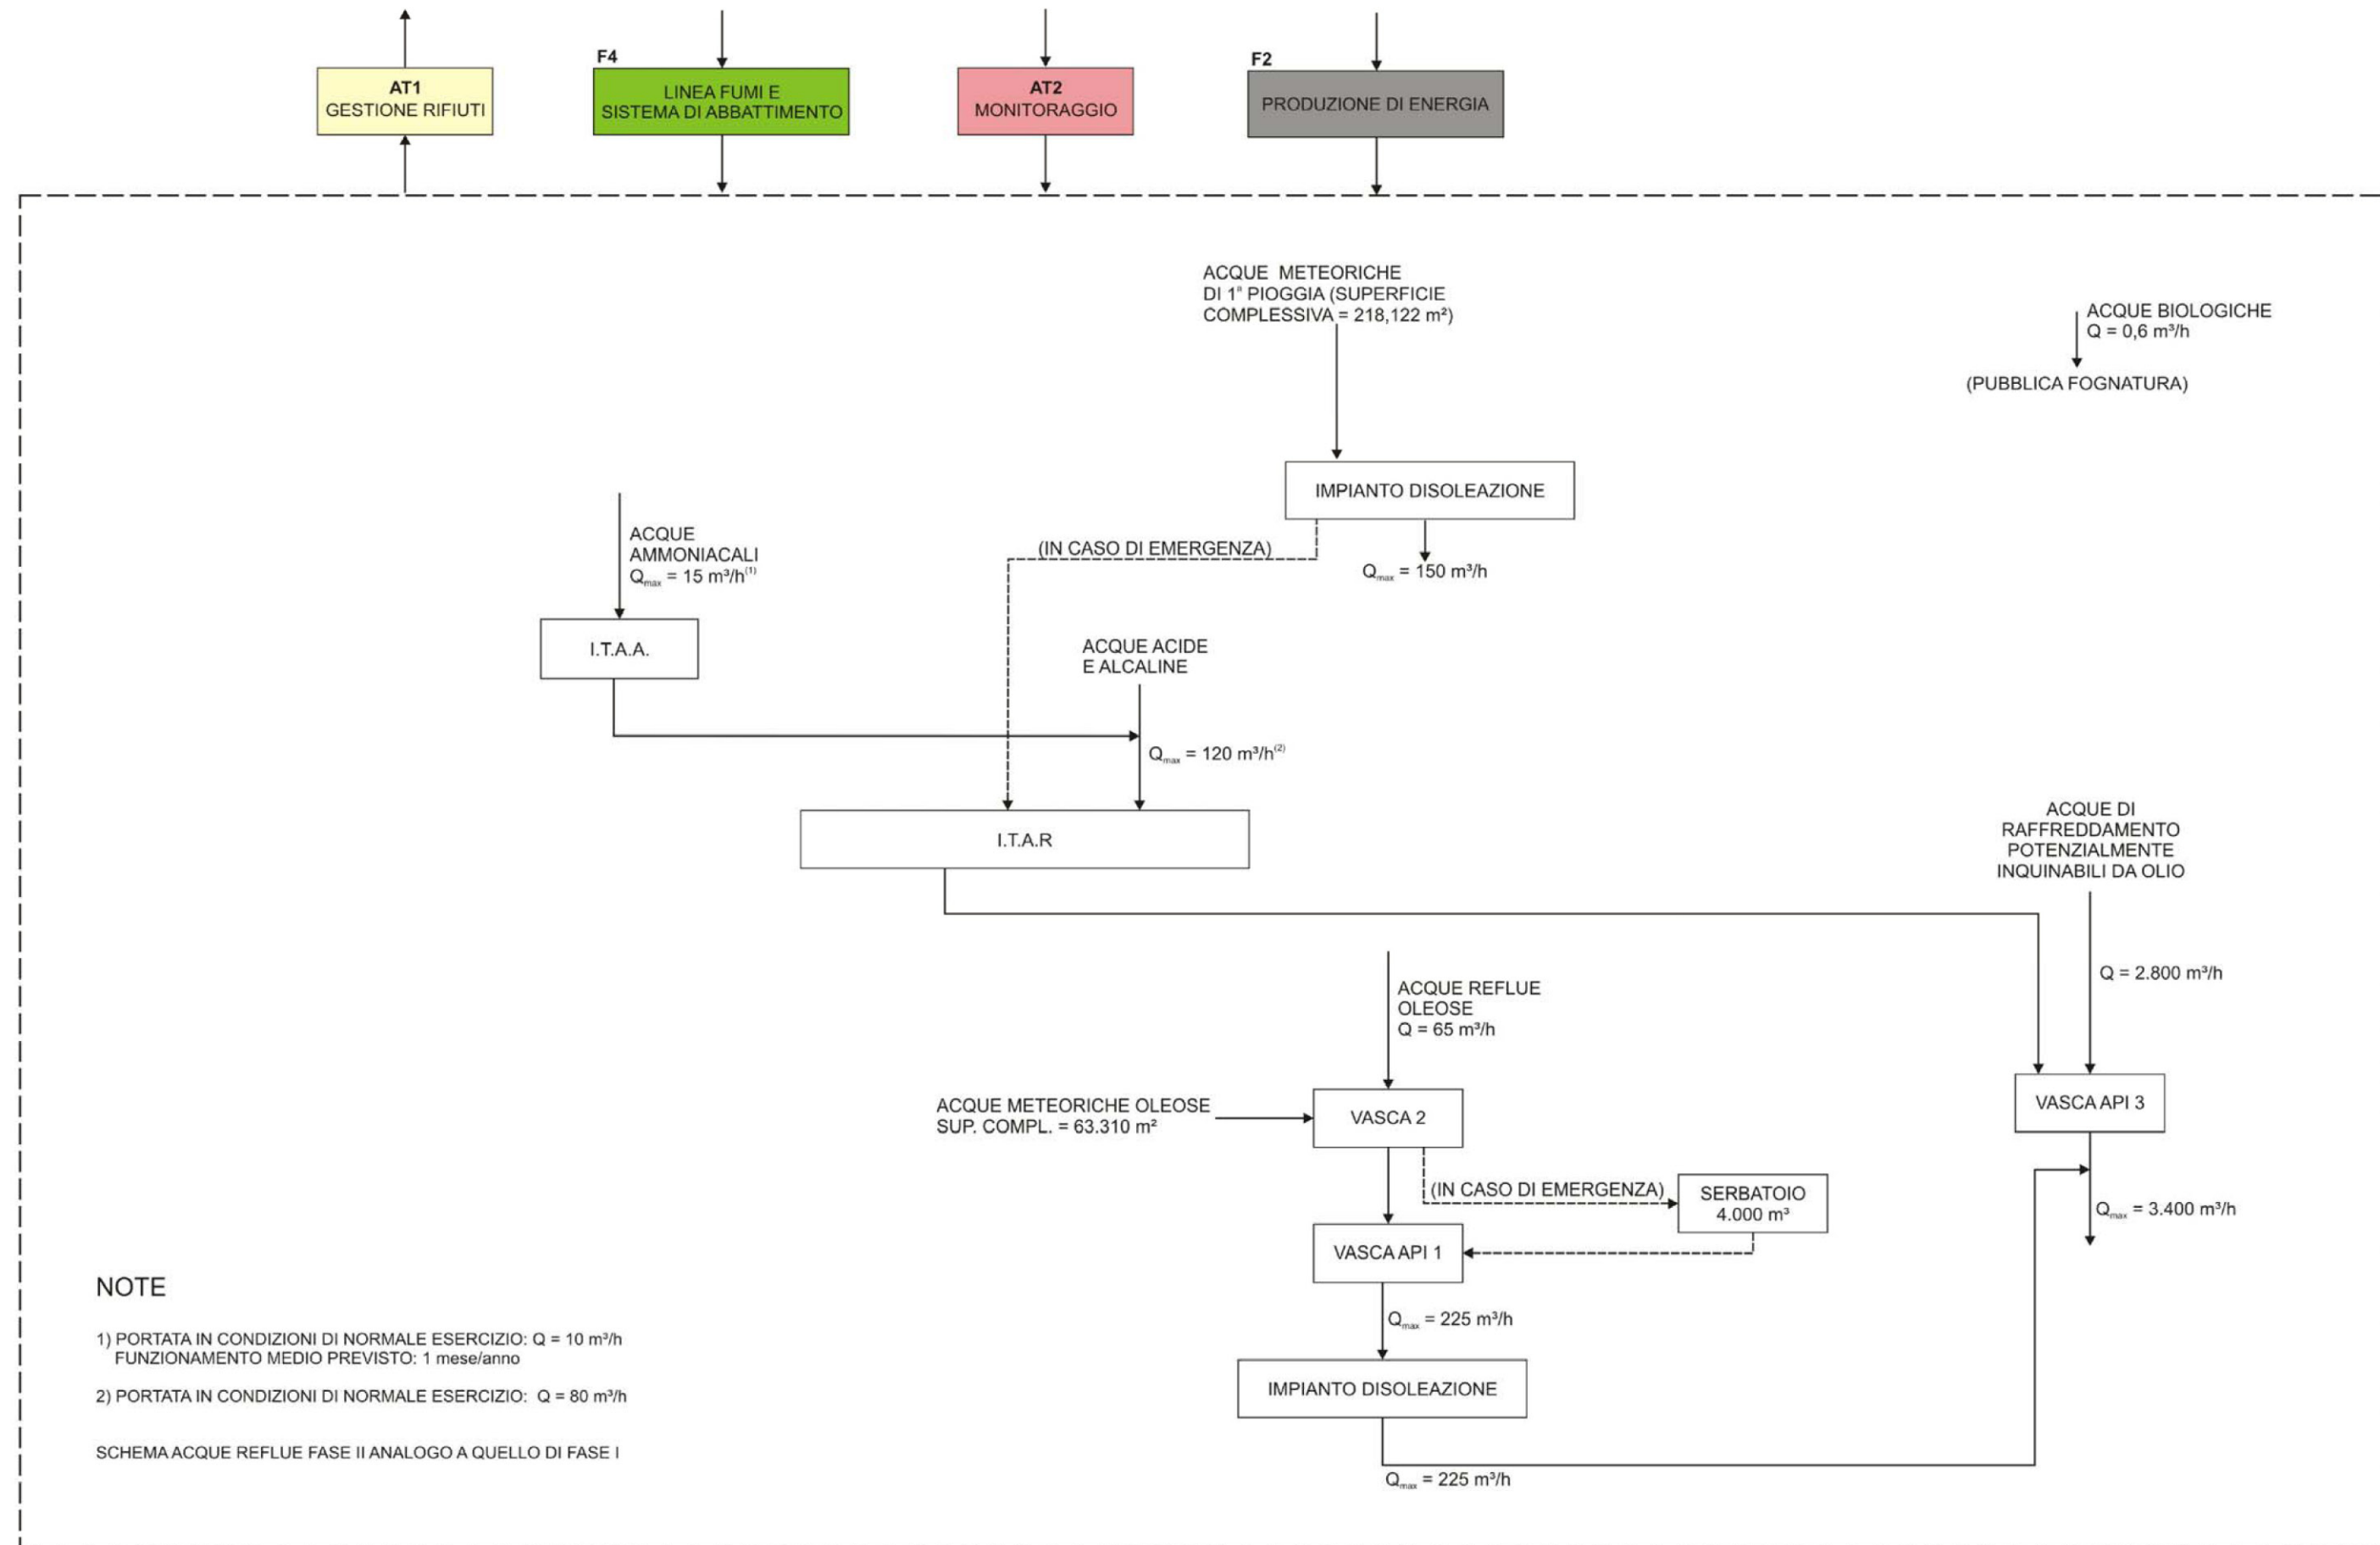 AT1
GESTIONE RIFIUTI
F4
LINEA FUMI E
SISTEMA DI ABBATTIMENTO
AT2
MONITORAGGIO
F2
PRODUZIONE DI ENERGIA
ACQUE METEORICHE
DI 1ª PIOGGIA (SUPERFICIE
COMPLESSIVA = 218,122 m²)
ACQUE BIOLOGICHE
Q = 0,6 m³/h
(PUBBLICA FOGNATURA)
IMPIANTO DISOLEAZIONE
(IN CASO DI EMERGENZA)
Qmax = 150 m³/h
ACQUE
AMMONIACALI
Qmax = 15 m³/h(1)
I.T.A.A.
ACQUE ACIDE
E ALCALINE
Qmax = 120 m³/h(2)
I.T.A.R
ACQUE DI
RAFFREDDAMENTO
POTENZIALMENTE
INQUINABILI DA OLIO
Q = 2.800 m³/h
ACQUE REFLUE
OLEOSE
Q = 65 m³/h
ACQUE METEORICHE OLEOSE
SUP. COMPL. = 63.310 m²
VASCA 2
VASCA API 3
(IN CASO DI EMERGENZA)
SERBATOIO
4.000 m³
Qmax = 3.400 m³/h
VASCA API 1
Qmax = 225 m³/h
IMPIANTO DISOLEAZIONE
Qmax = 225 m³/h
NOTE
1) PORTATA IN CONDIZIONI DI NORMALE ESERCIZIO: Q = 10 m³/h
FUNZIONAMENTO MEDIO PREVISTO: 1 mese/anno
2) PORTATA IN CONDIZIONI DI NORMALE ESERCIZIO: Q = 80 m³/h
SCHEMA ACQUE REFLUE FASE II ANALOGO A QUELLO DI FASE I